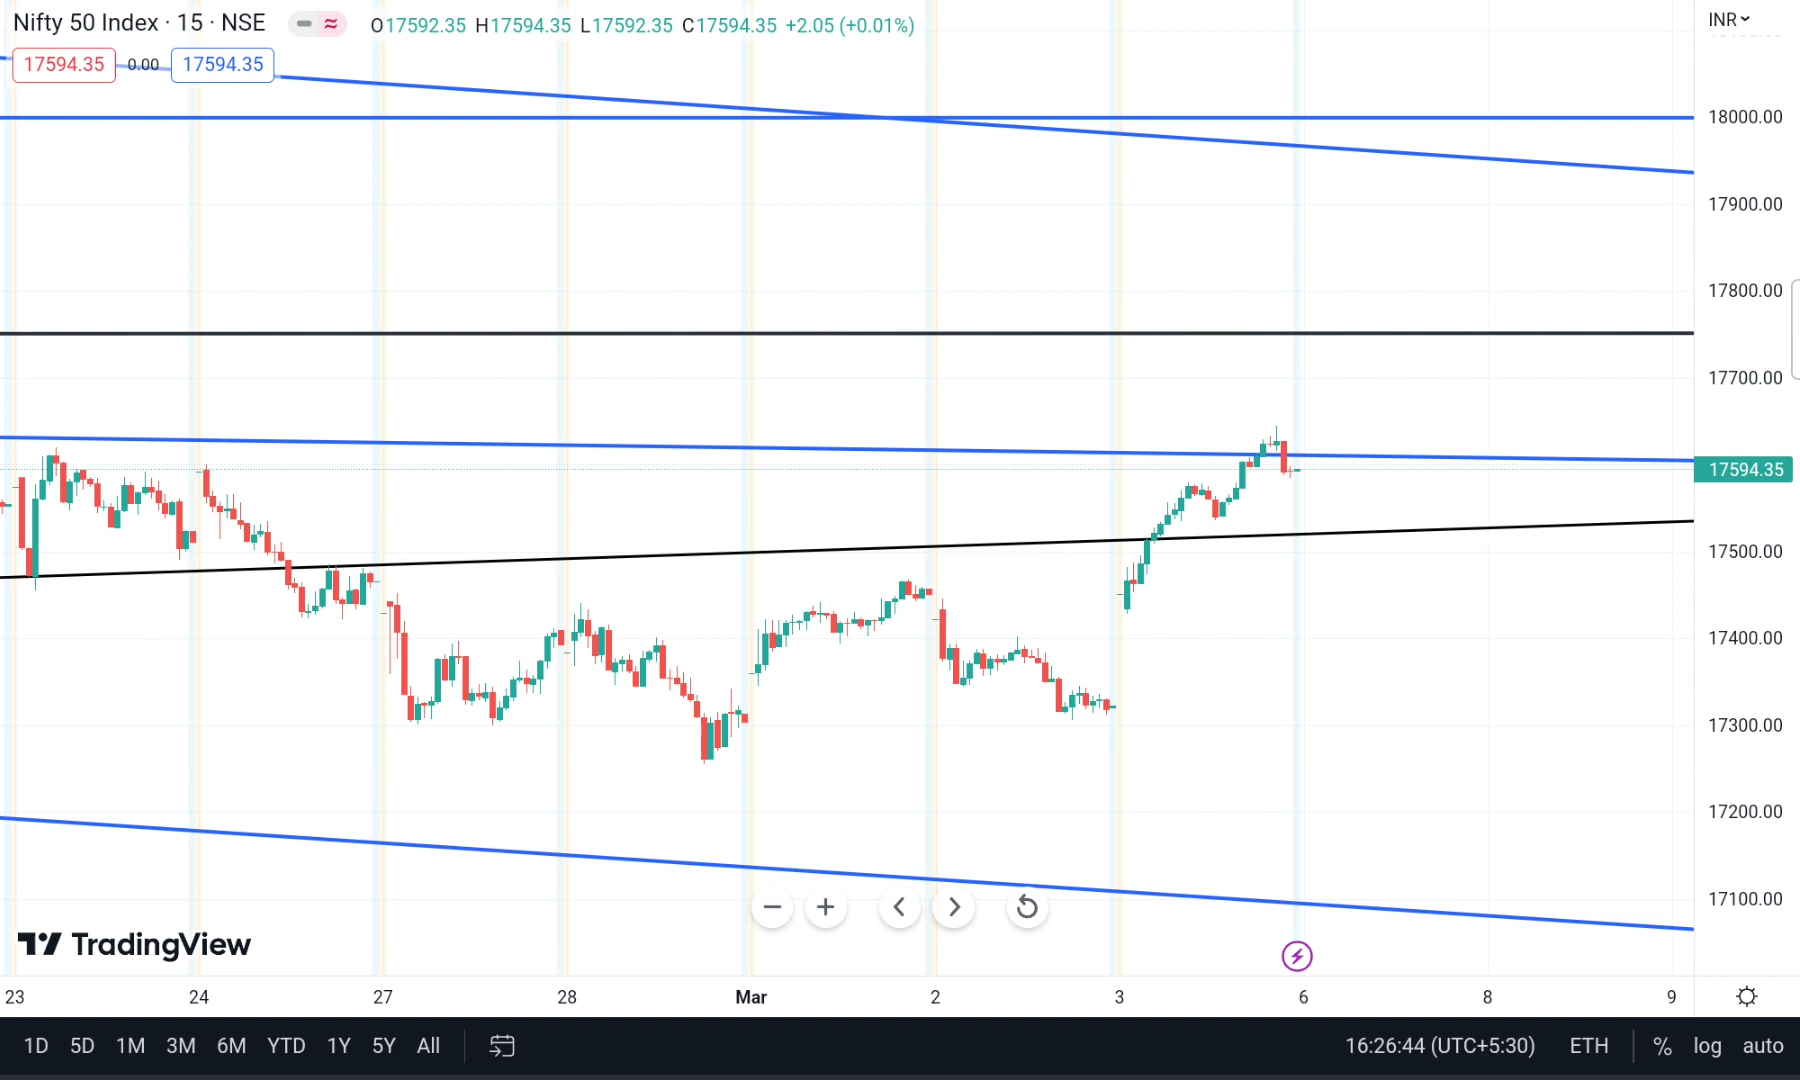 Nifty 50 Index · 15 · NSE O17592.35 H17594.35 L17592.35 C17594.35 +2.05 (+0.01%)
INR
17594.35 0.00 17594.35
18000.00
17900.00
17800.00
17700.00
17594.35
17500.00
17400.00
17300.00
17200.00
17100.00
TradingView
23 24 27 28 Mar 2 3 6 8 9
1D 5D 1M 3M 6M YTD 1Y 5Y All 16:26:44 (UTC+5:30) ETH % log auto